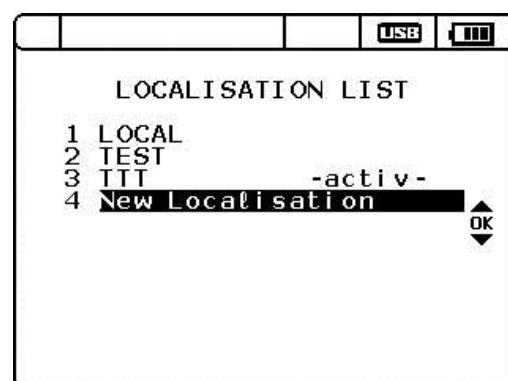 USB
LOCALISATION LIST
1 LOCAL
2 TEST
3 TTT -activ-
4 New Localisation
OK